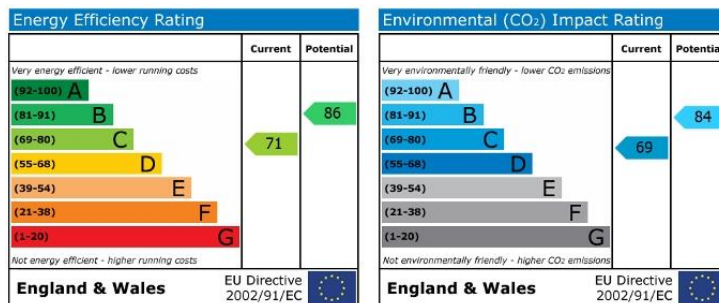 Energy Efficiency Rating
Current Potential
Very energy efficient - lower running costs
(92-100) A
(81-91) B
(69-80) C
(55-68) D
(39-54) E
(21-38) F
(1-20) G
71
86
Not energy efficient - higher running costs
England & Wales
EU Directive
2002/91/EC
Environmental (CO₂) Impact Rating
Current Potential
Very environmentally friendly - lower CO₂ emissions
(92-100) A
(81-91) B
(69-80) C
(55-68) D
(39-54) E
(21-38) F
(1-20) G
69
84
Not environmentally friendly - higher CO₂ emissions
England & Wales
EU Directive
2002/91/EC